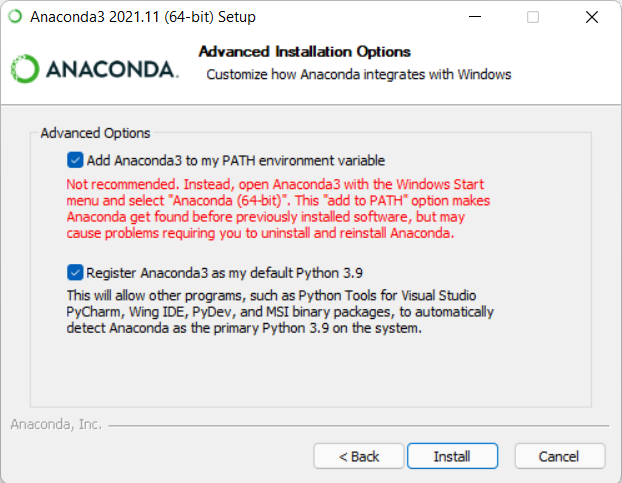 Anaconda3 2021.11 (64-bit) Setup
ANACONDA.
Advanced Installation Options
Customize how Anaconda integrates with Windows
Advanced Options
Add Anaconda3 to my PATH environment variable
Not recommended. Instead, open Anaconda3 with the Windows Start
menu and select "Anaconda (64-bit)". This "add to PATH" option makes
Anaconda get found before previously installed software, but may
cause problems requiring you to uninstall and reinstall Anaconda.
Register Anaconda3 as my default Python 3.9
This will allow other programs, such as Python Tools for Visual Studio
PyCharm, Wing IDE, PyDev, and MSI binary packages, to automatically
detect Anaconda as the primary Python 3.9 on the system.
Anaconda, Inc.
< Back
Install
Cancel